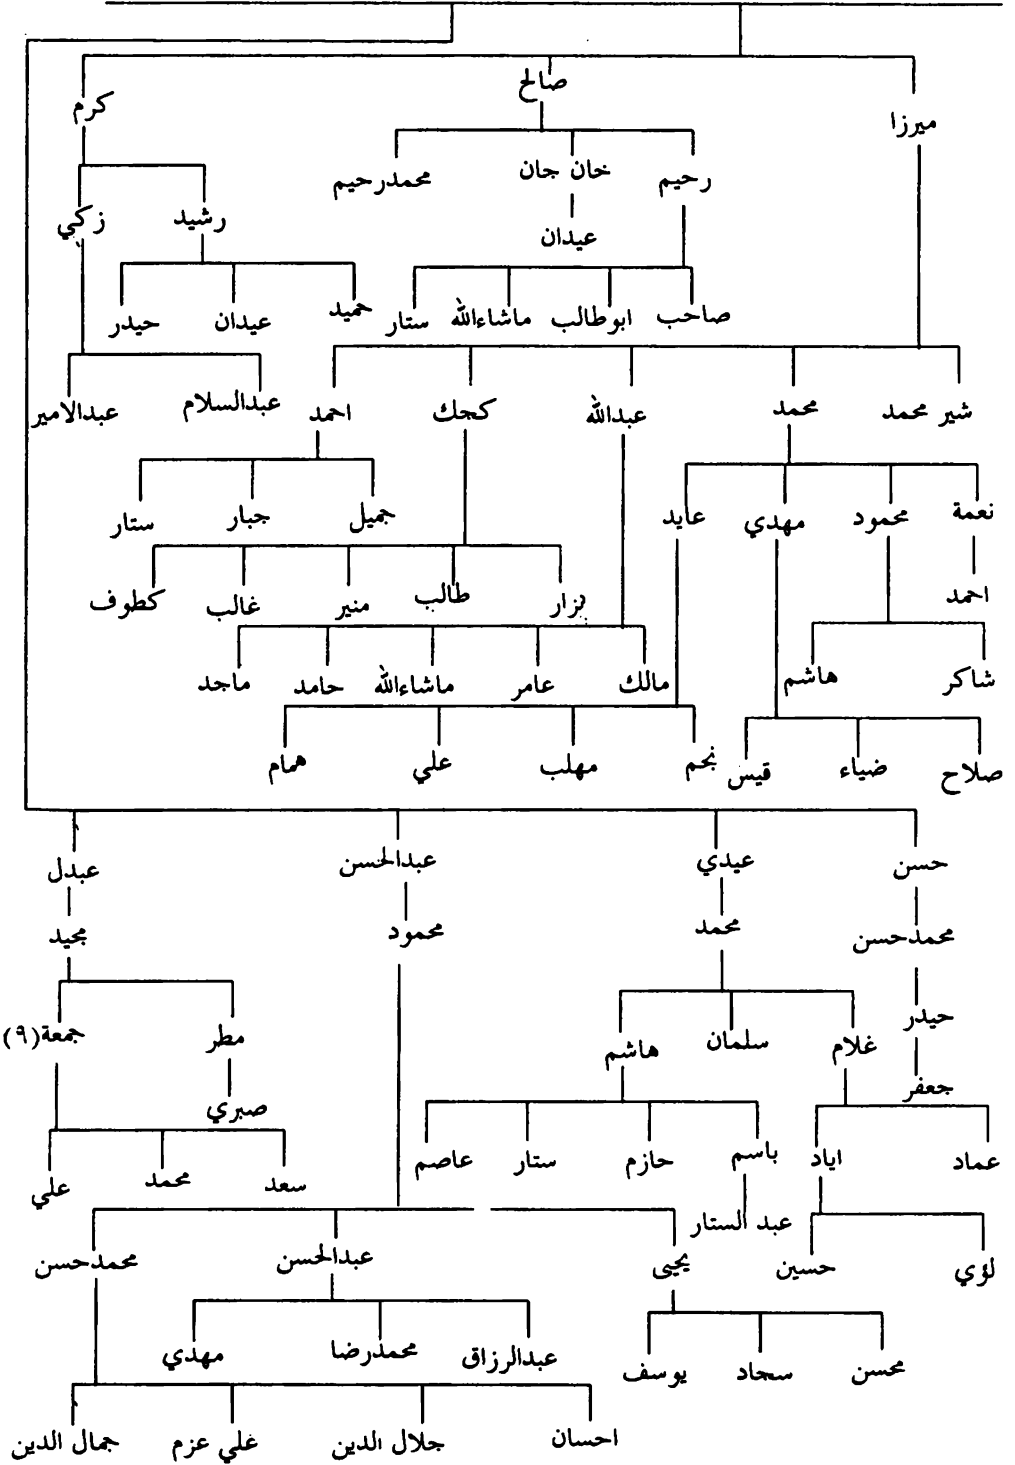 صالح
كرم
ميرزا
رحيم
خان جان
محمدرحيم
رشيد
زكي
عيدان
صاحب
ابوطالب
ماشاءالله
ستار
حميد
عيدان
حيدر
شير محمد
محمد
عبدالله
كجك
احمد
عبدالسلام
عبدالامير
نعمة
محمود
مهدي
عايد
جميل
جبار
ستار
احمد
نزار
طالب
منير
غالب
كطوف
شاكر
هاشم
مالك
عامر
ماشاءالله
حامد
ماجد
صلاح
ضياء
قيس
نجم
مهلب
علي
همام
حسن
عيدي
عبدالحسن
عبدل
محمدحسن
محمد
محمود
مجيد
حيدر
غلام
سلمان
هاشم
مطر
جمعة(٩)
جعفر
صبري
عماد
اياد
باسم
حازم
ستار
عاصم
سعد
محمد
علي
عبد الستار
لؤي
حسين
يحيى
عبدالحسن
محمدحسن
محسن
سجاد
يوسف
عبدالرزاق
محمدرضا
مهدي
احسان
جلال الدين
علي عزم
جمال الدين